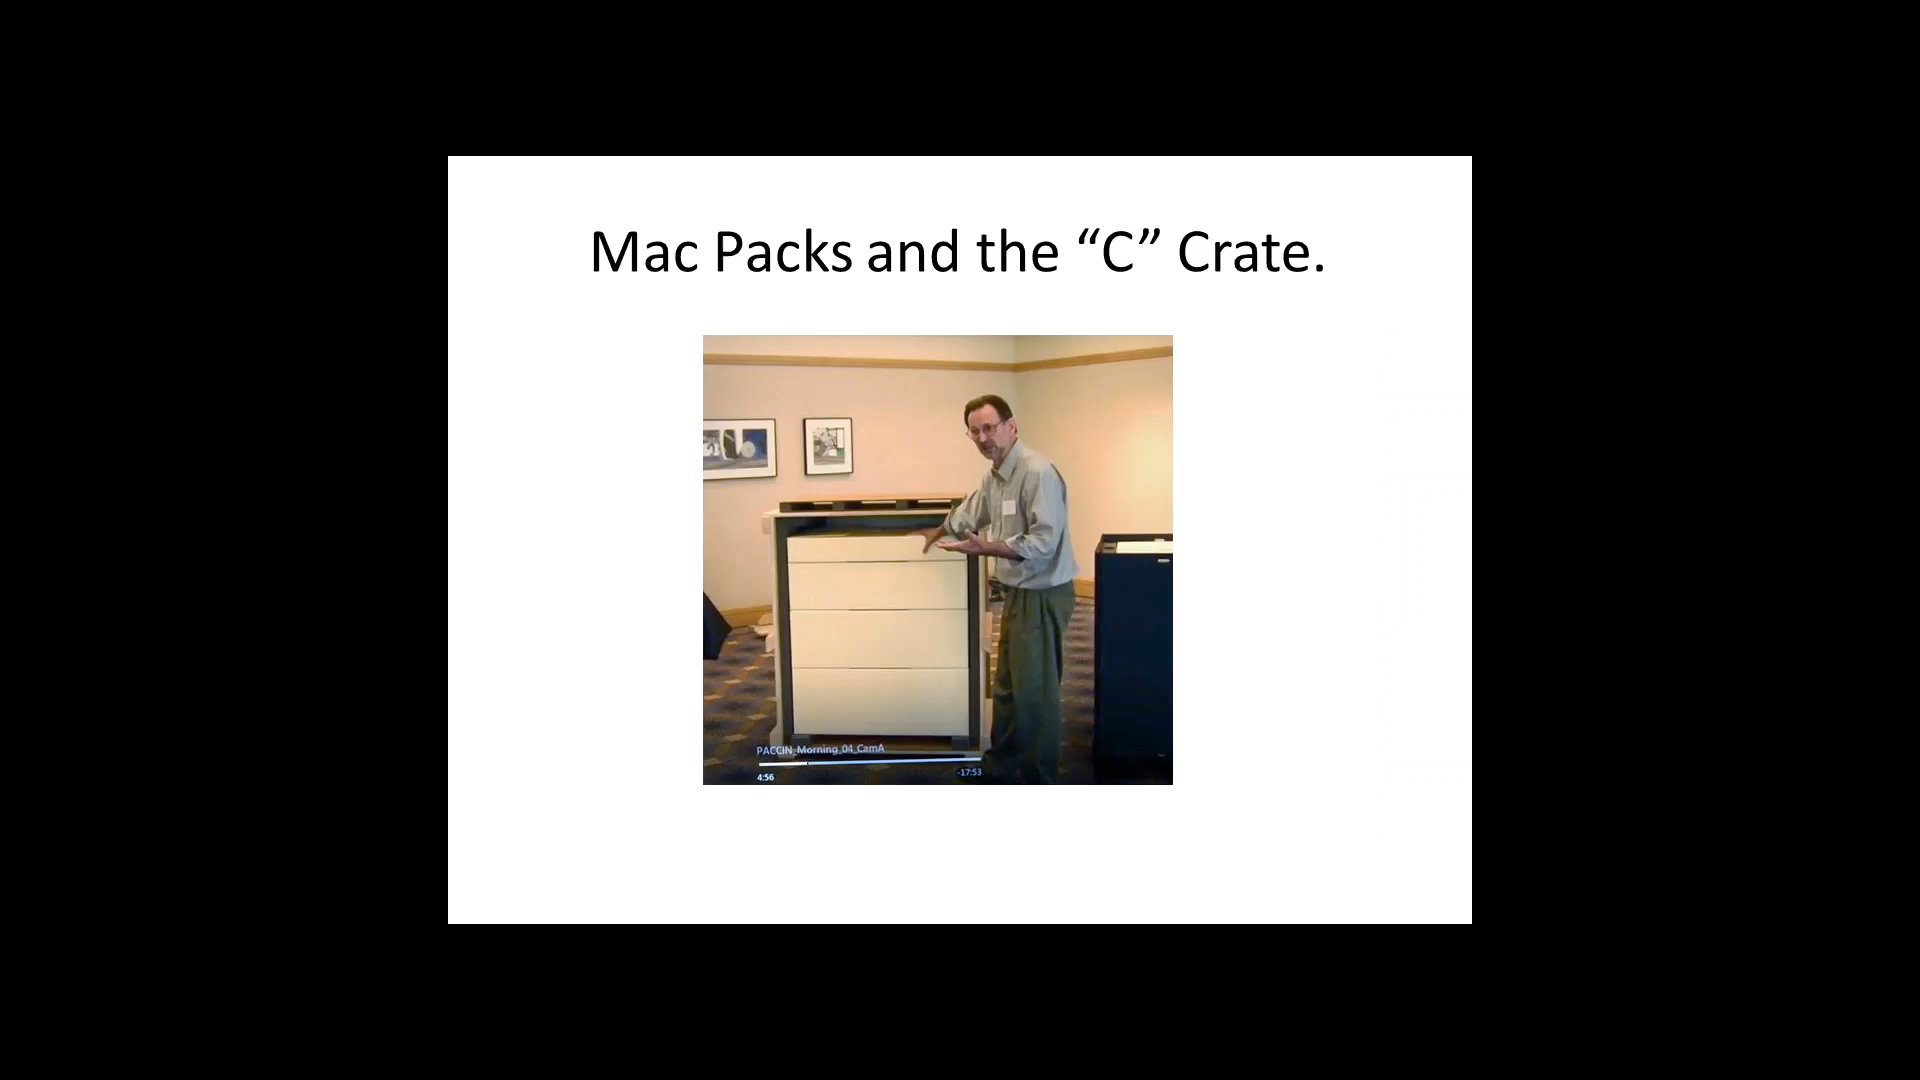 Mac Packs and the “C” Crate.
PACCIN_Morning_04_CamA
4:56
-17:53